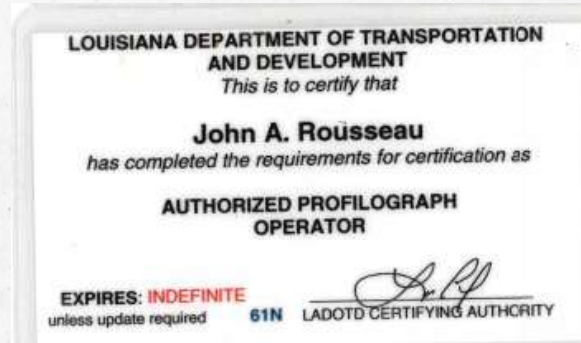 LOUISIANA DEPARTMENT OF TRANSPORTATION
AND DEVELOPMENT
This is to certify that
John A. Rousseau
has completed the requirements for certification as
AUTHORIZED PROFILOGRAPH
OPERATOR
EXPIRES: INDEFINITE
unless update required 61N LADOTD CERTIFYING AUTHORITY